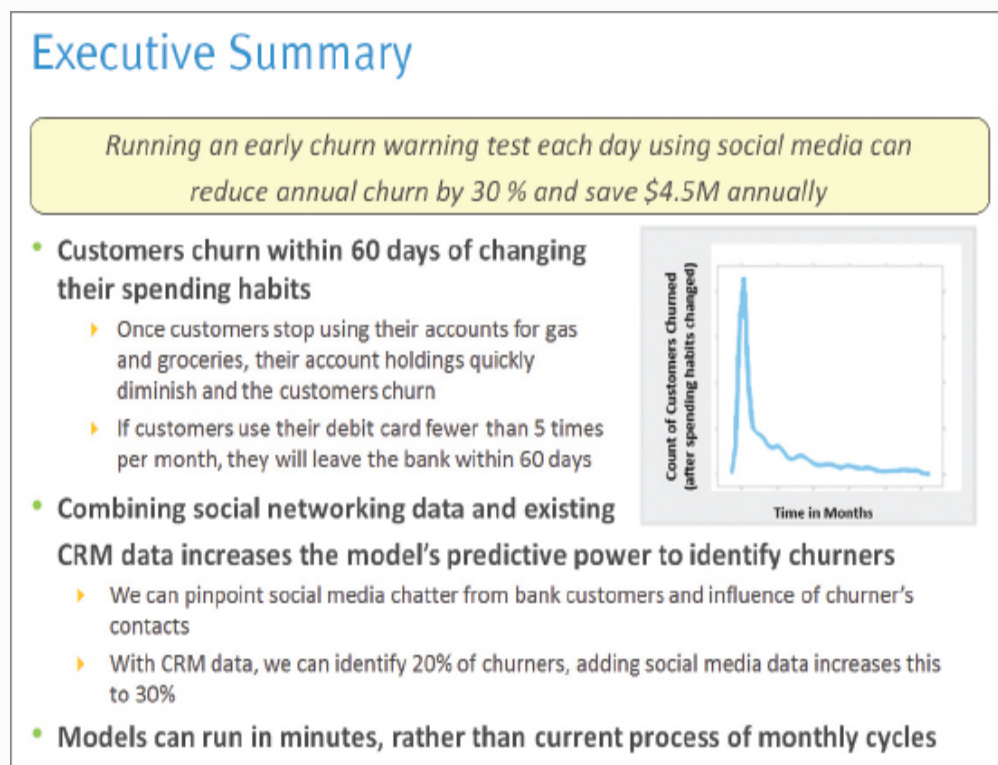 Executive Summary
Running an early churn warning test each day using social media can
reduce annual churn by 30 % and save $4.5M annually
• Customers churn within 60 days of changing
their spending habits
Once customers stop using their accounts for gas
and groceries, their account holdings quickly
diminish and the customers churn
If customers use their debit card fewer than 5 times
per month, they will leave the bank within 60 days
Count of Customers Churned
(after spending habits changed)
Time in Months
• Combining social networking data and existing
CRM data increases the model's predictive power to identify churners
We can pinpoint social media chatter from bank customers and influence of churner's
contacts
With CRM data, we can identify 20% of churners, adding social media data increases this
to 30%
• Models can run in minutes, rather than current process of monthly cycles